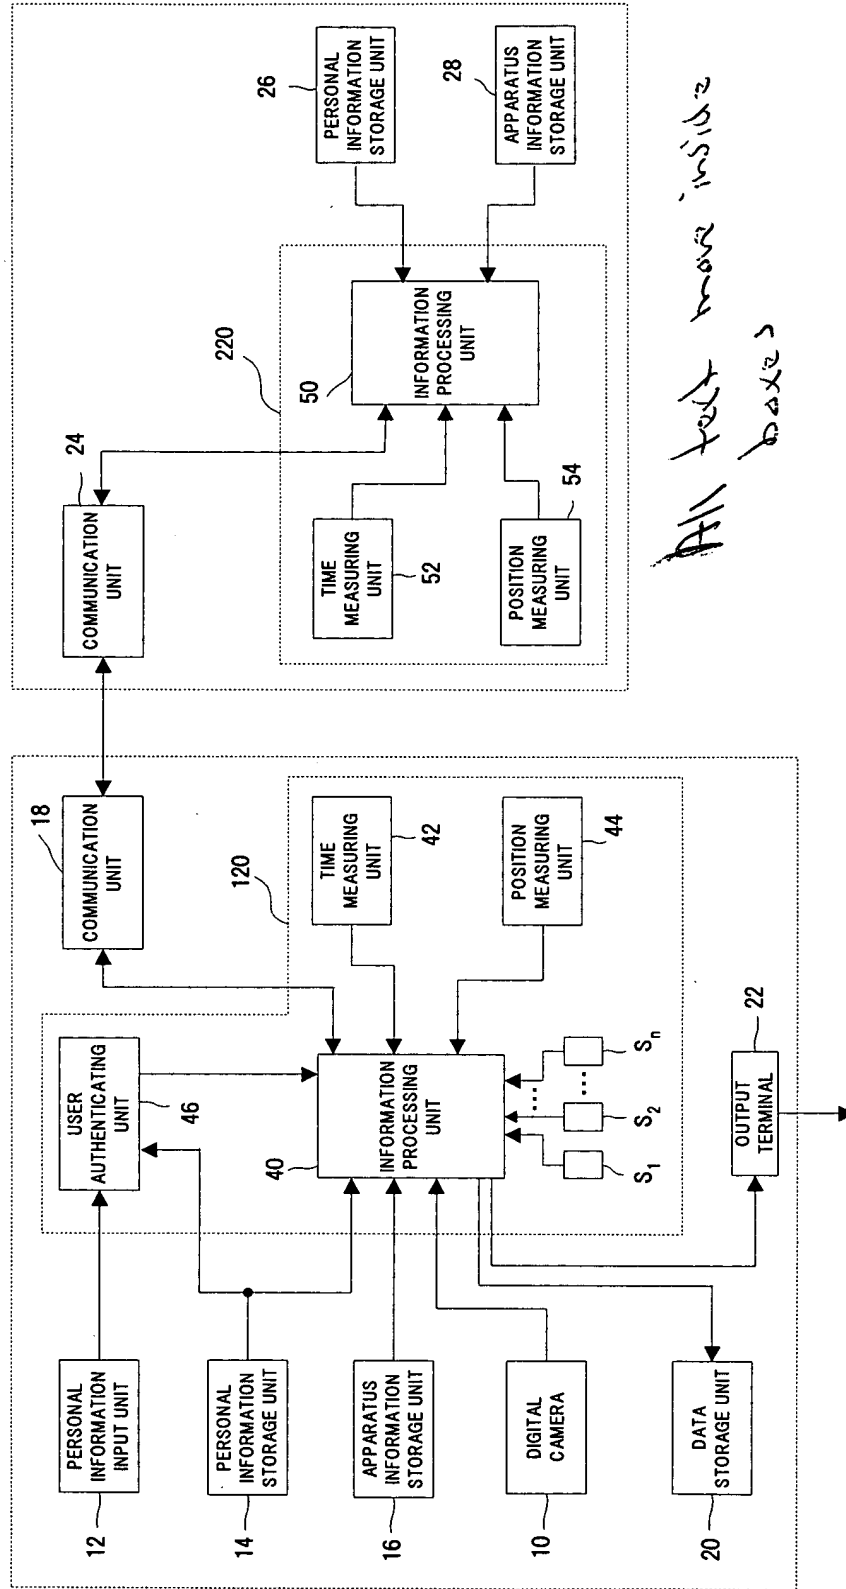 PERSONAL
INFORMATION
INPUT UNIT
12
PERSONAL
INFORMATION
STORAGE UNIT
14
APPARATUS
INFORMATION
STORAGE UNIT
16
DIGITAL
CAMERA
10
DATA
STORAGE UNIT
20
USER
AUTHENTICATING
UNIT
46
40
INFORMATION
PROCESSING
UNIT
S1
S2
Sn
...
...
OUTPUT
TERMINAL
22
120
18
COMMUNICATION
UNIT
TIME
MEASURING
UNIT
42
POSITION
MEASURING
UNIT
44
24
COMMUNICATION
UNIT
220
50
INFORMATION
PROCESSING
UNIT
TIME
MEASURING
UNIT
52
POSITION
MEASURING
UNIT
54
26
PERSONAL
INFORMATION
STORAGE UNIT
28
APPARATUS
INFORMATION
STORAGE UNIT
All text move inside
boxes